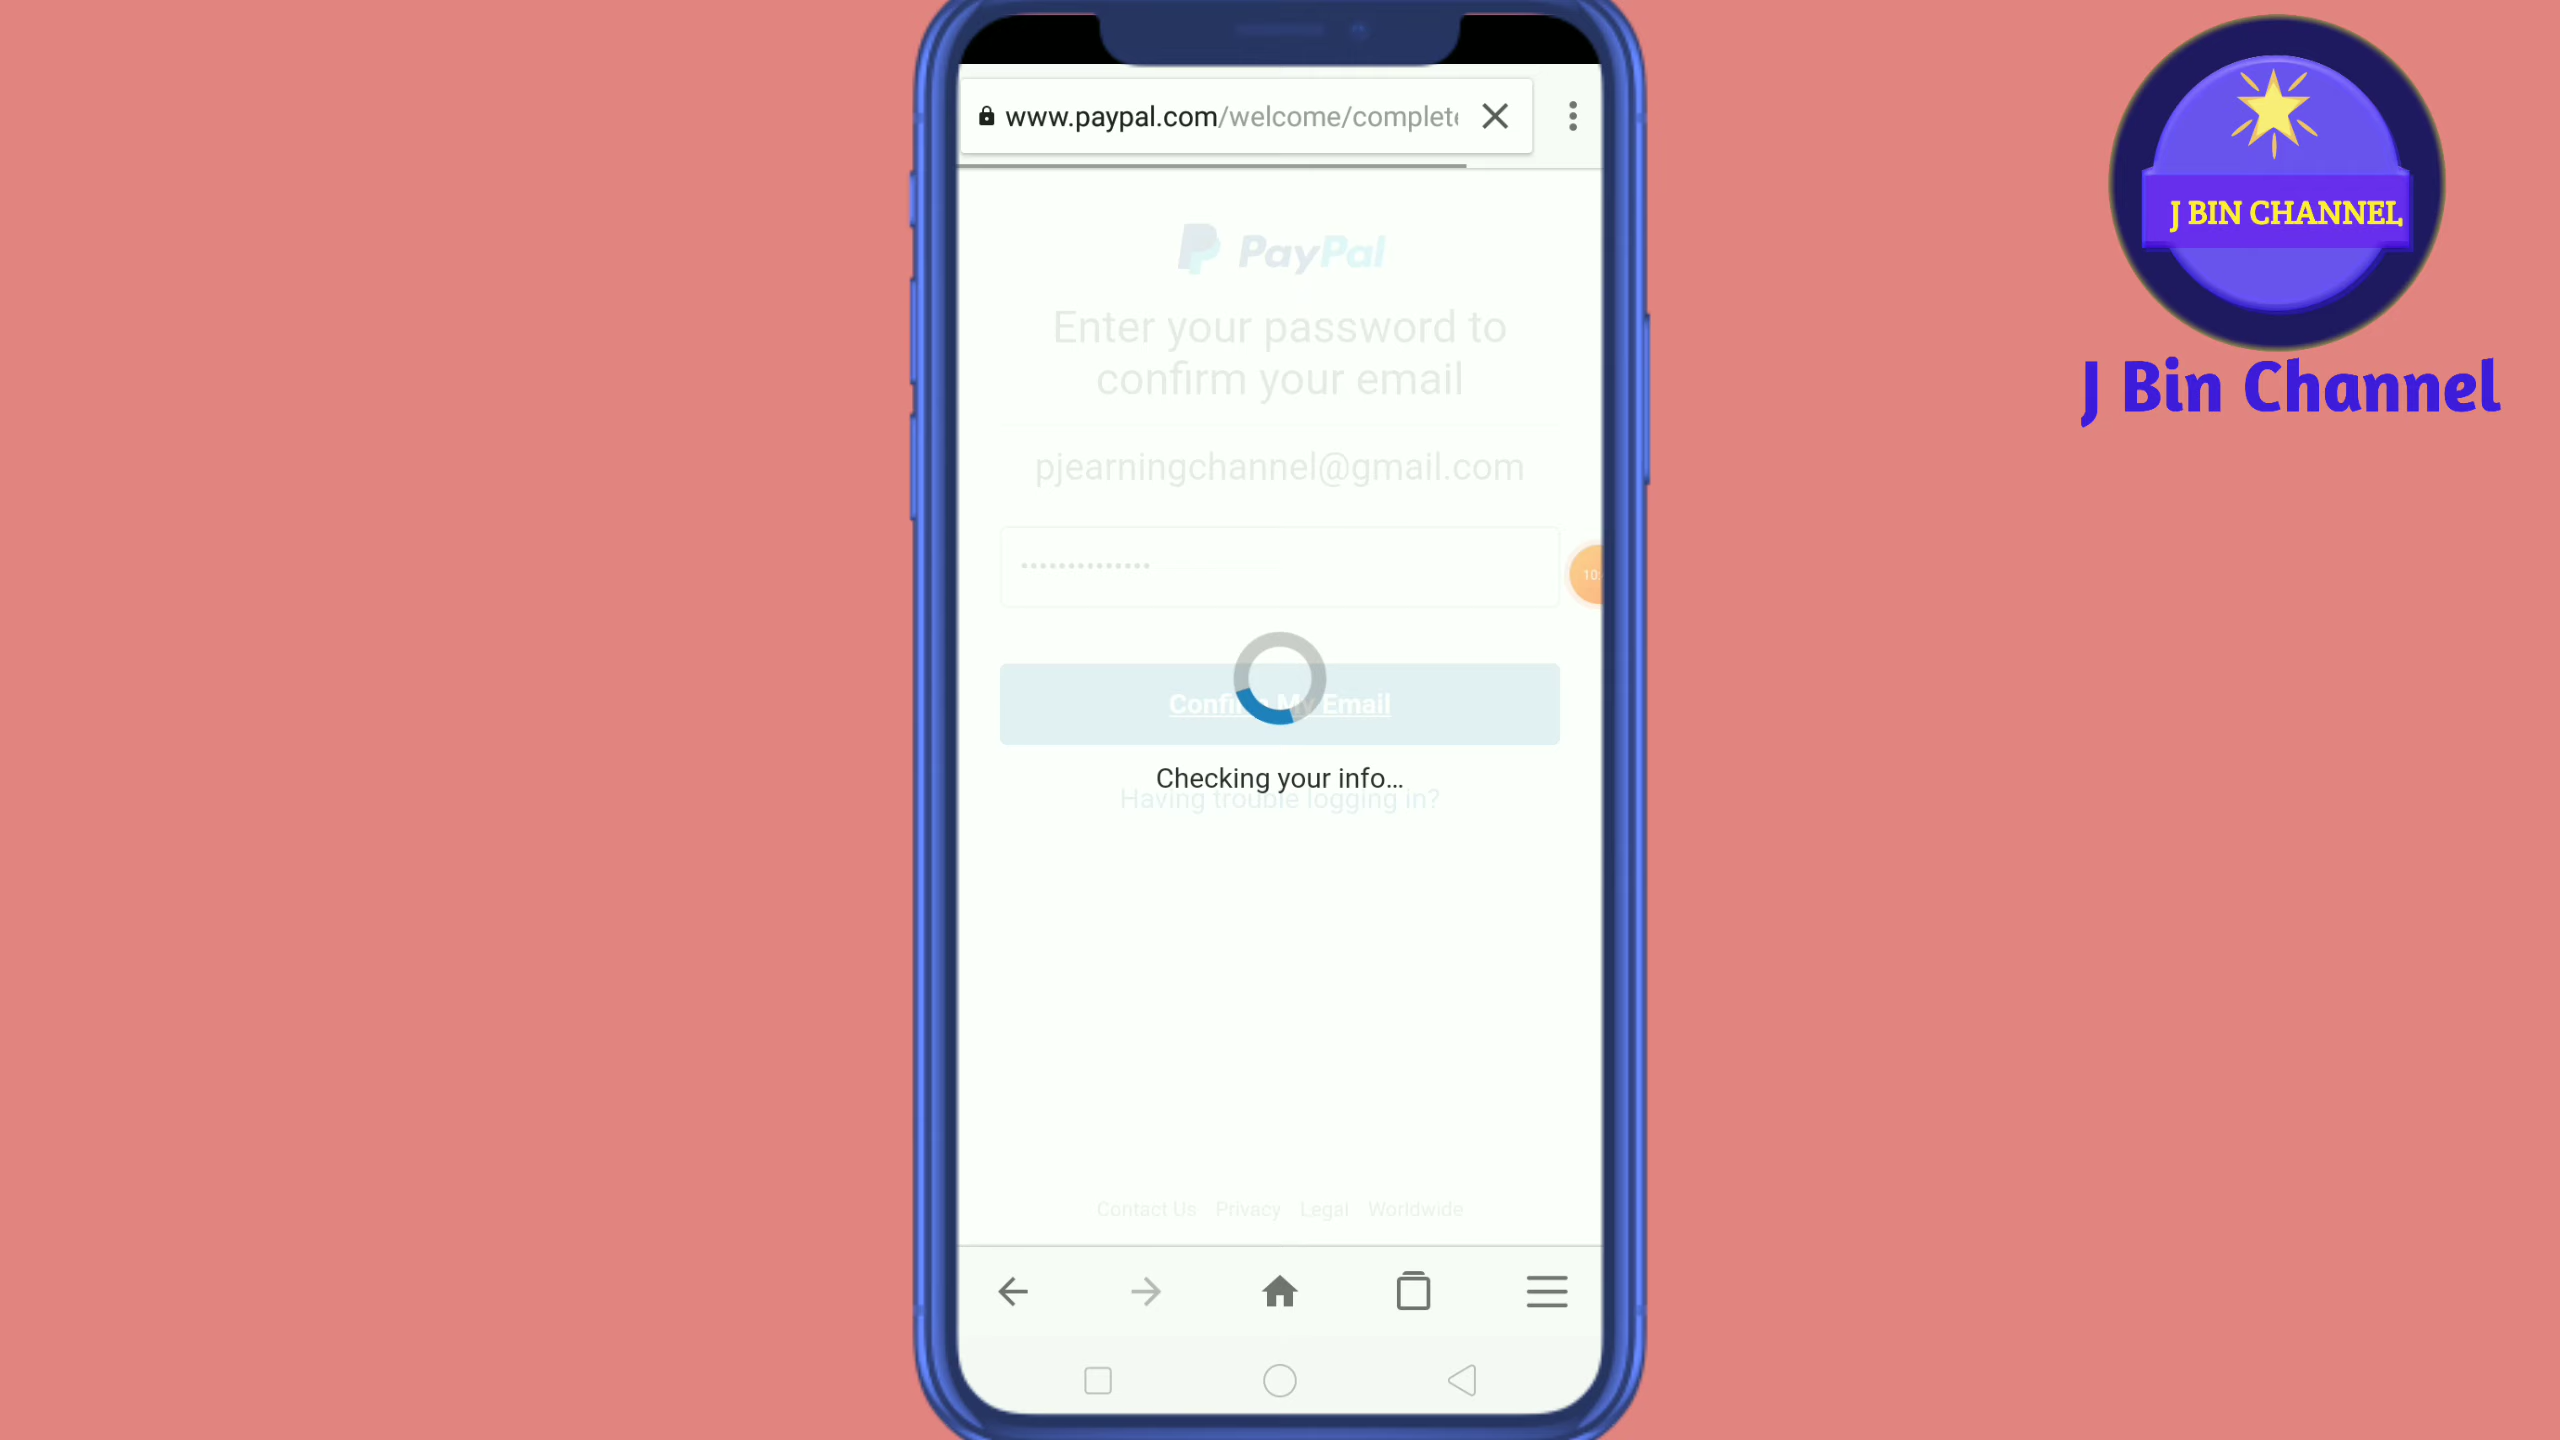 www.paypal.com/welcome/complete
PayPal
Enter your password to
confirm your email
pjearningchannel@gmail.com
10:
Confirm My Email
Checking your info...
Having trouble logging in?
Contact Us Privacy Legal Worldwide
J BIN CHANNEL
J Bin Channel